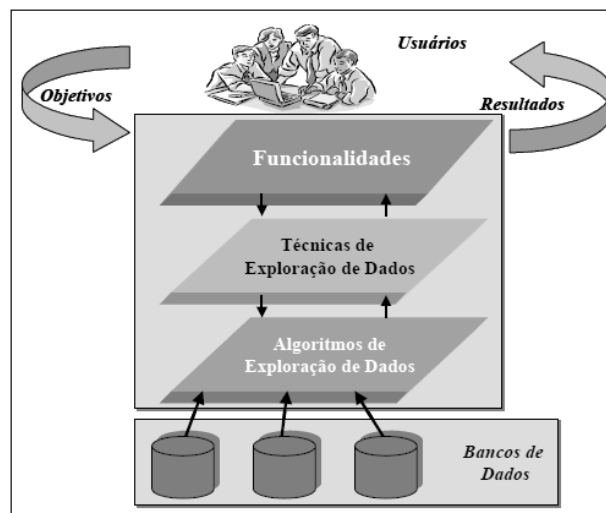 Usuários
Objetivos
Resultados
Funcionalidades
Técnicas de
Exploração de Dados
Algoritmos de
Exploração de Dados
Bancos de
Dados